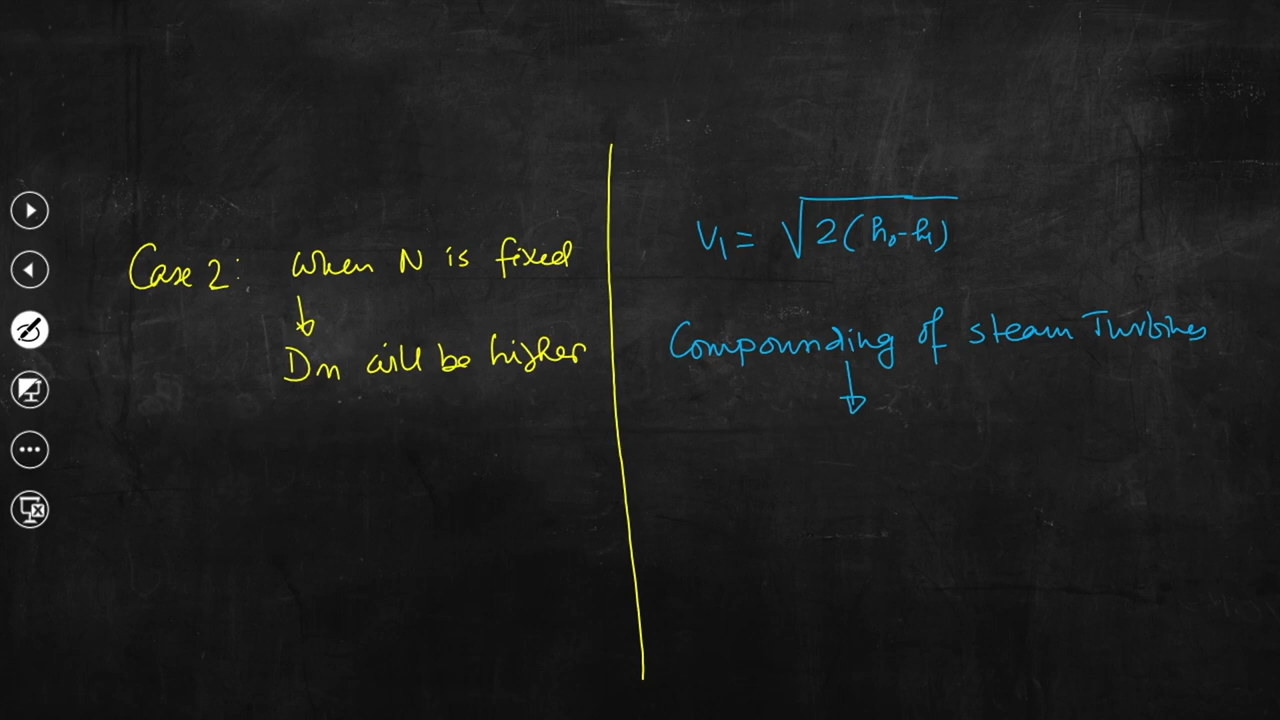 Case 2: when N is fixed
↓
Dm will be higher
V₁ = √2(h₀-h₁)
Compounding of steam Turbines
↓